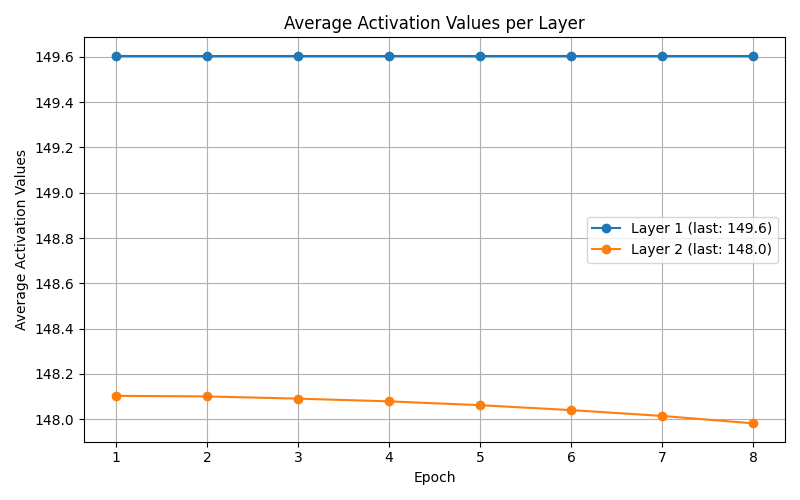 Average Activation Values per Layer
Average Activation Values
149.6
149.4
149.2
149.0
148.8
148.6
148.4
148.2
148.0
Layer 1 (last: 149.6)
Layer 2 (last: 148.0)
1 2 3 4 5 6 7 8
Epoch